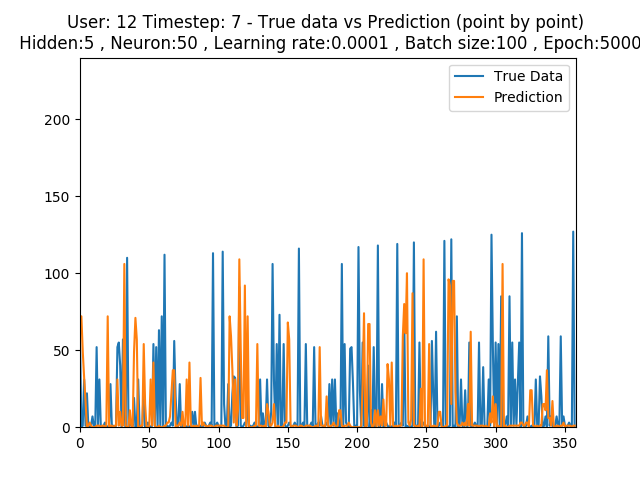 User: 12 Timestep: 7 - True data vs Prediction (point by point)
Hidden:5 , Neuron:50 , Learning rate:0.0001 , Batch size:100 , Epoch:5000
True Data
Prediction
200
150
100
50
0
0 50 100 150 200 250 300 350